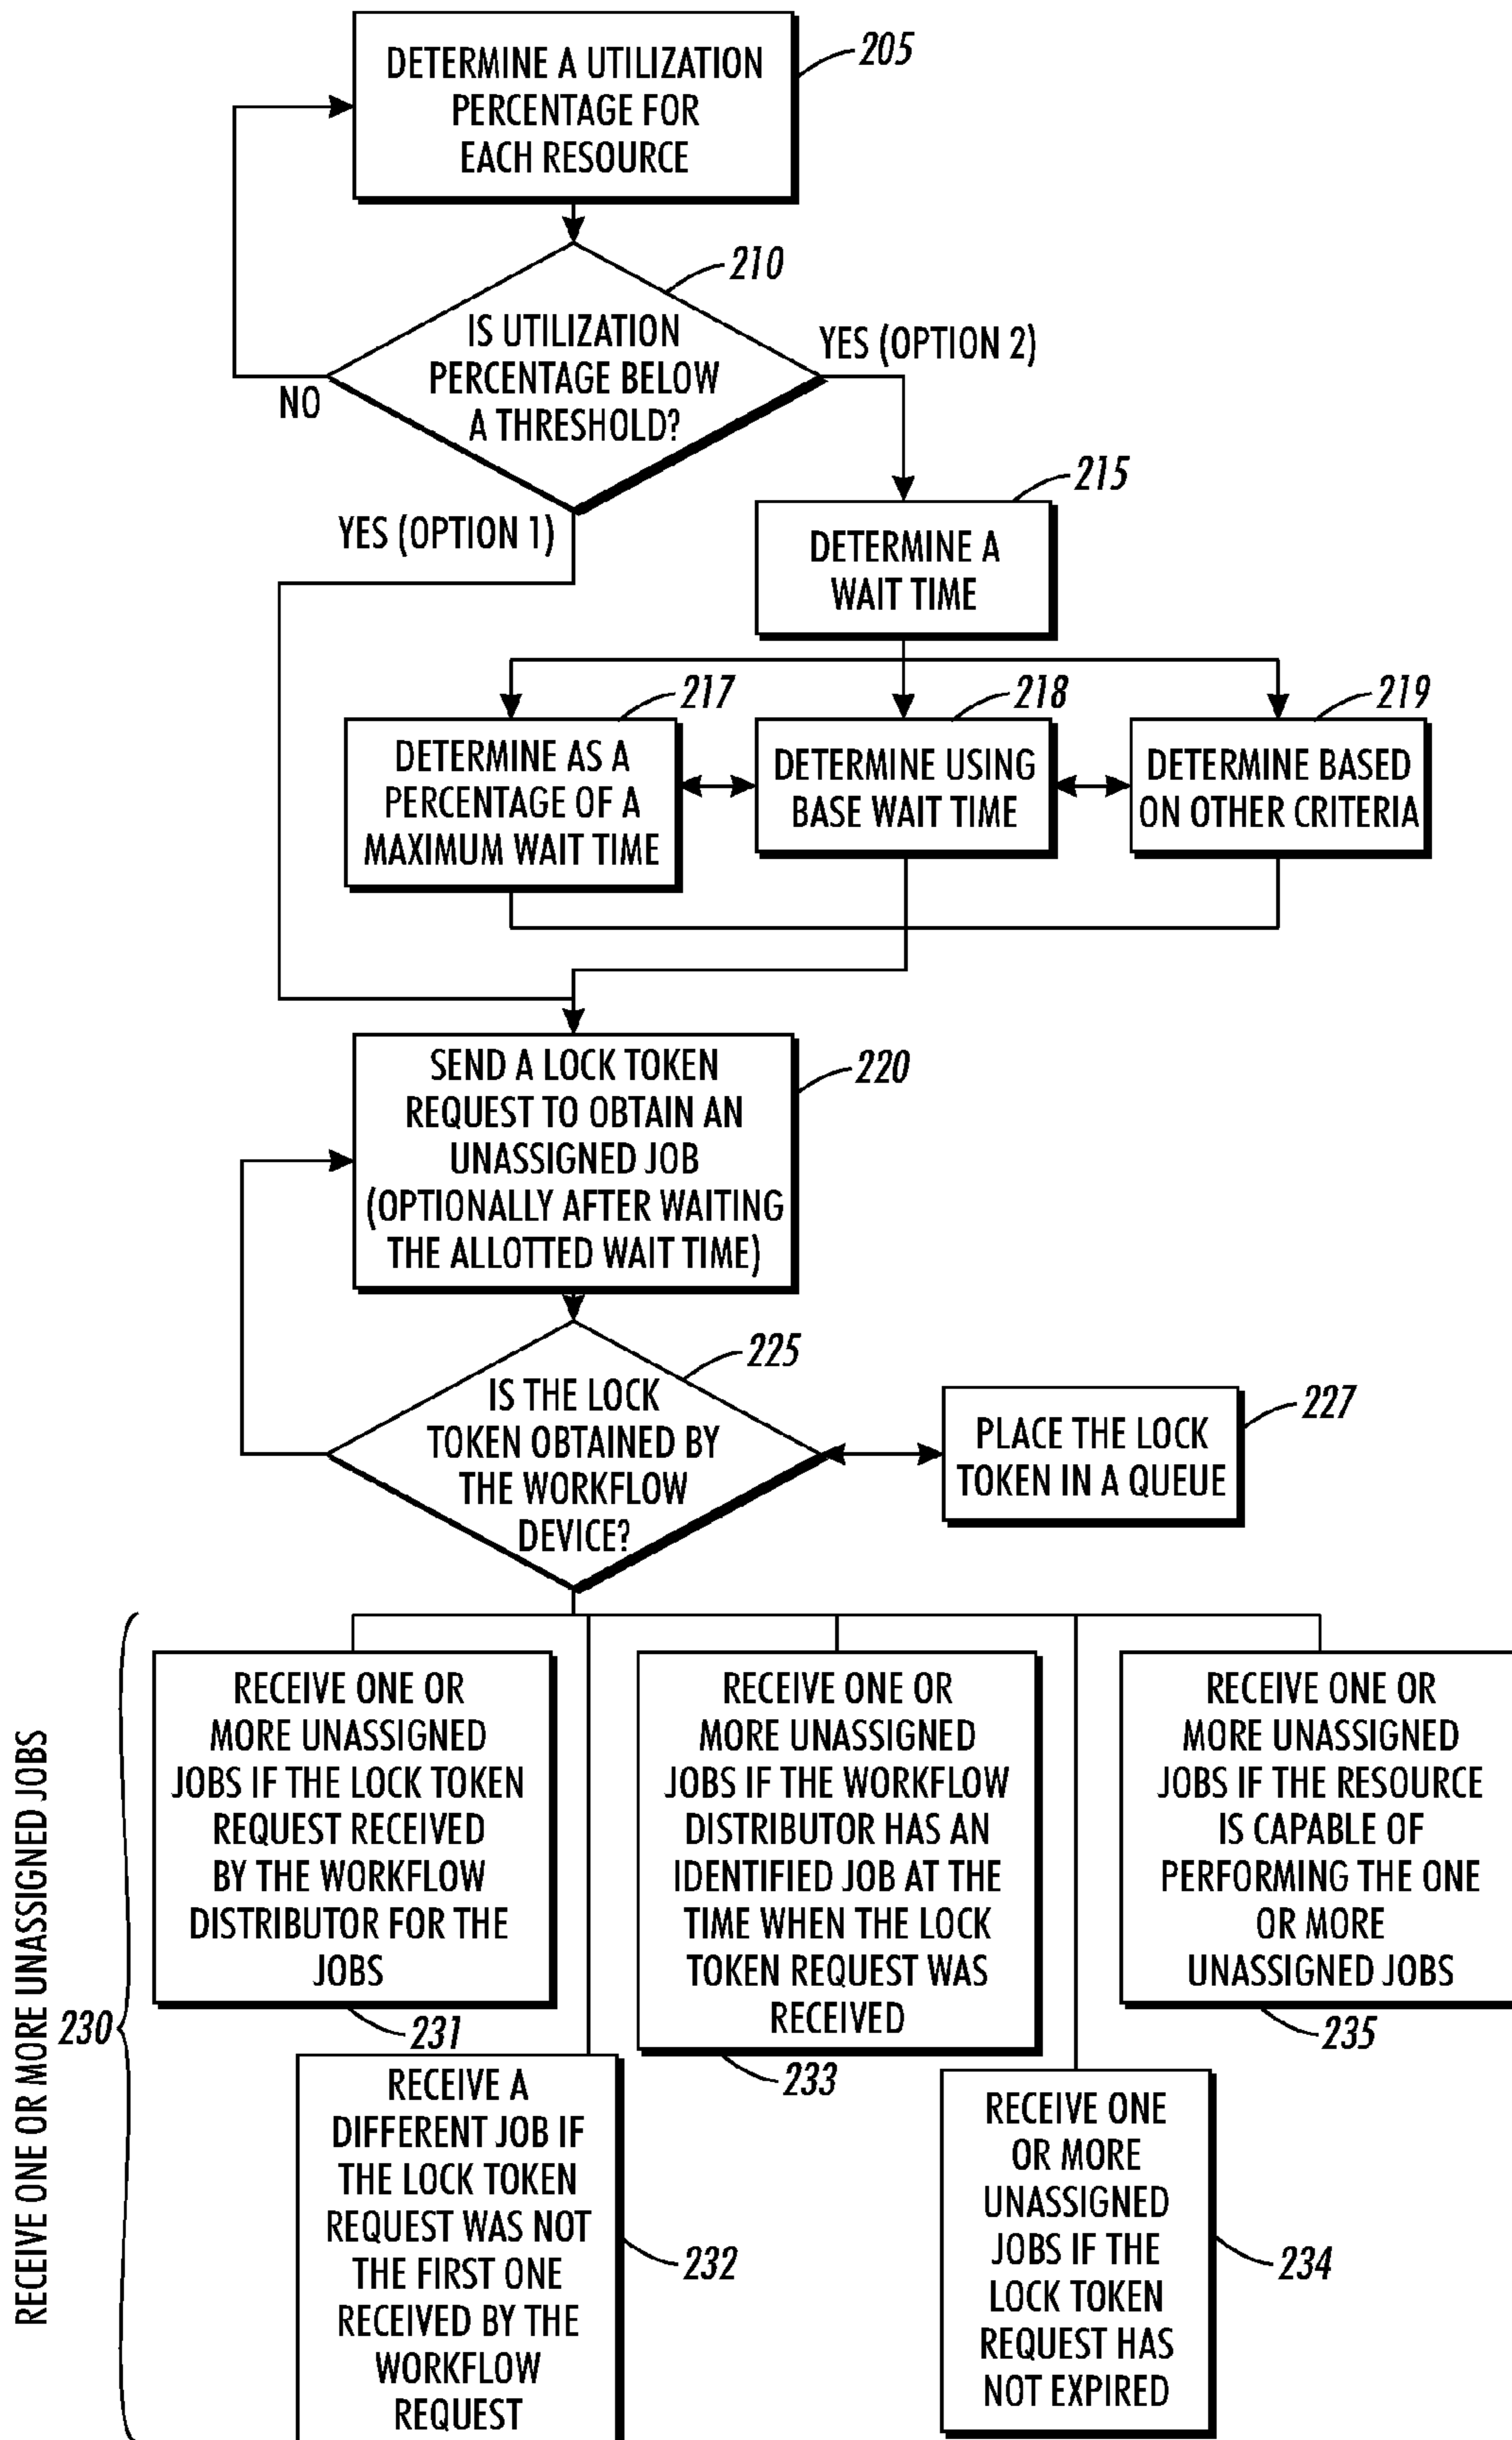 DETERMINE A UTILIZATION
PERCENTAGE FOR
EACH RESOURCE
205
IS UTILIZATION
PERCENTAGE BELOW
A THRESHOLD?
210
NO
YES (OPTION 2)
YES (OPTION 1)
DETERMINE A
WAIT TIME
215
DETERMINE AS A
PERCENTAGE OF A
MAXIMUM WAIT TIME
217
DETERMINE USING
BASE WAIT TIME
218
DETERMINE BASED
ON OTHER CRITERIA
219
SEND A LOCK TOKEN
REQUEST TO OBTAIN AN
UNASSIGNED JOB
(OPTIONALLY AFTER WAITING
THE ALLOTTED WAIT TIME)
220
IS THE LOCK
TOKEN OBTAINED BY
THE WORKFLOW
DEVICE?
225
PLACE THE LOCK
TOKEN IN A QUEUE
227
RECEIVE ONE OR MORE UNASSIGNED JOBS
230
RECEIVE ONE OR
MORE UNASSIGNED
JOBS IF THE LOCK TOKEN
REQUEST RECEIVED
BY THE WORKFLOW
DISTRIBUTOR FOR THE
JOBS
231
RECEIVE A
DIFFERENT JOB IF
THE LOCK TOKEN
REQUEST WAS NOT
THE FIRST ONE
RECEIVED BY THE
WORKFLOW
REQUEST
232
RECEIVE ONE OR
MORE UNASSIGNED
JOBS IF THE WORKFLOW
DISTRIBUTOR HAS AN
IDENTIFIED JOB AT THE
TIME WHEN THE LOCK
TOKEN REQUEST WAS
RECEIVED
233
RECEIVE ONE
OR MORE
UNASSIGNED
JOBS IF THE
LOCK TOKEN
REQUEST HAS
NOT EXPIRED
234
RECEIVE ONE OR
MORE UNASSIGNED
JOBS IF THE RESOURCE
IS CAPABLE OF
PERFORMING THE ONE
OR MORE
UNASSIGNED JOBS
235